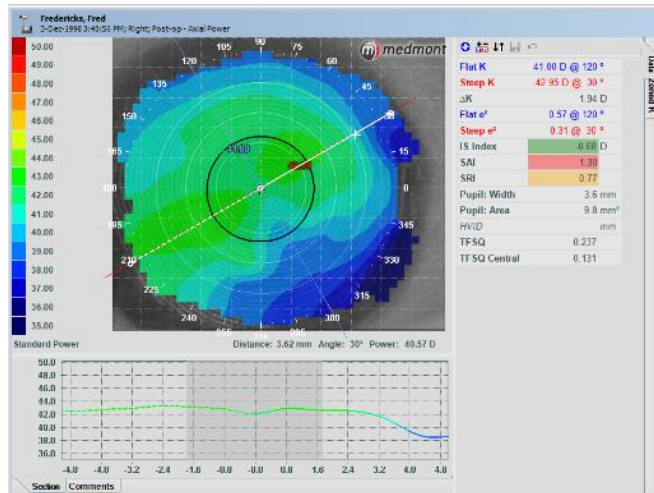 Fredericks, Fred
3-Dec-1998 3:43:56 PM; Right; Post-op - Axial Power
50.00
49.00
48.00
47.00
46.00
45.00
44.00
43.00
42.00
41.00
40.00
39.00
38.00
37.00
36.00
35.00
medmont
120
105
90
75
60
45
135
150
165
15
180
0
195
345
210
330
225
315
240
255
285
300
41.00
Standard Power
Distance: 3.62 mm Angle: 30° Power: 40.57 D
Flat K 41.00 D @ 120 °
Steep K 42.95 D @ 30 °
ΔK 1.94 D
Flat e² 0.57 @ 120 °
Steep e² 0.31 @ 30 °
IS Index -0.68 D
SAI 1.30
SRI 0.77
Pupil: Width 3.6 mm
Pupil: Area 9.8 mm²
HVID mm
TFSQ 0.237
TFSQ Central 0.131
Data
Zoned K
50.0
48.0
46.0
44.0
42.0
40.0
38.0
36.0
-4.8 -4.0 -3.2 -2.4 -1.6 -0.8 -0.0 0.8 1.6 2.4 3.2 4.0 4.8
Section Comments